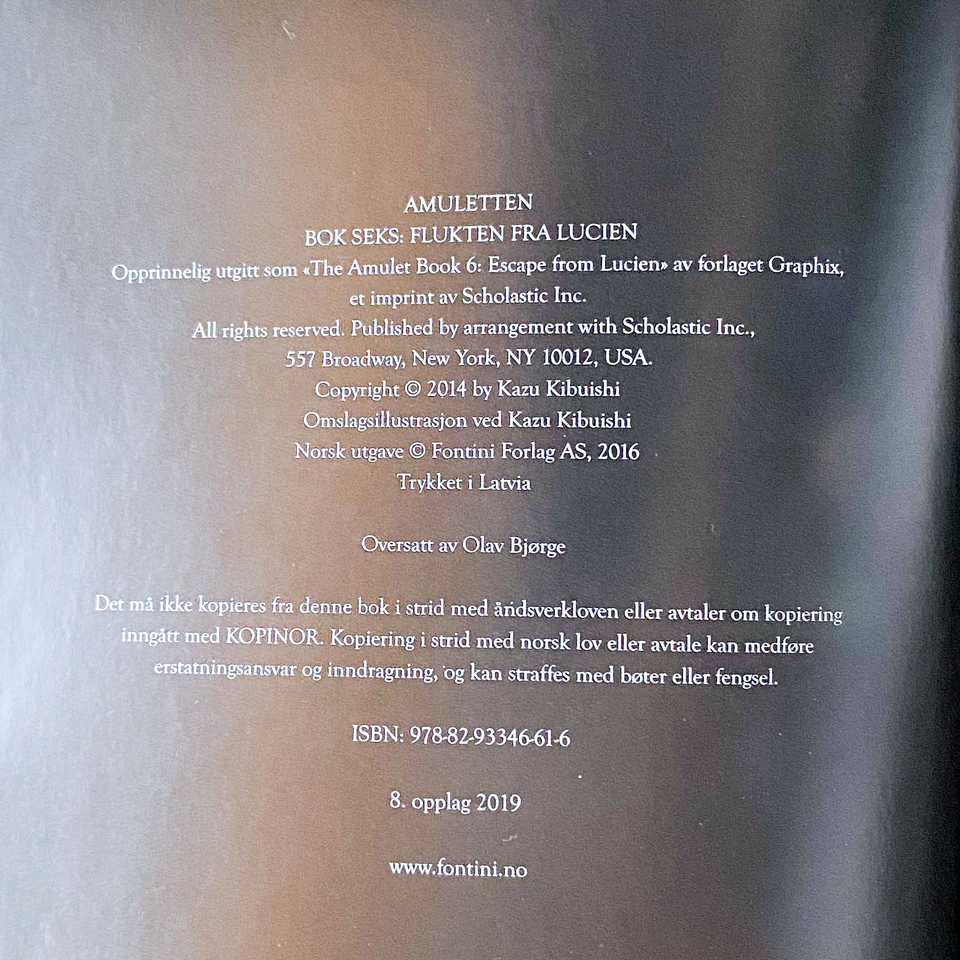 AMULETTEN
BOK SEKS: FLUKTEN FRA LUCIEN
Opprinnelig utgitt som «The Amulet Book 6: Escape from Lucien» av forlaget Graphix,
et imprint av Scholastic Inc.
All rights reserved. Published by arrangement with Scholastic Inc.,
557 Broadway, New York, NY 10012, USA.
Copyright © 2014 by Kazu Kibuishi
Omslagsillustrasjon ved Kazu Kibuishi
Norsk utgave © Fontini Forlag AS, 2016
Trykket i Latvia
Oversatt av Olav Bjørge
Det må ikke kopieres fra denne bok i strid med åndsverkloven eller avtaler om kopiering
inngått med KOPINOR. Kopiering i strid med norsk lov eller avtale kan medføre
erstatningsansvar og inndragning, og kan straffes med bøter eller fengsel.
ISBN: 978-82-93346-61-6
8. opplag 2019
www.fontini.no